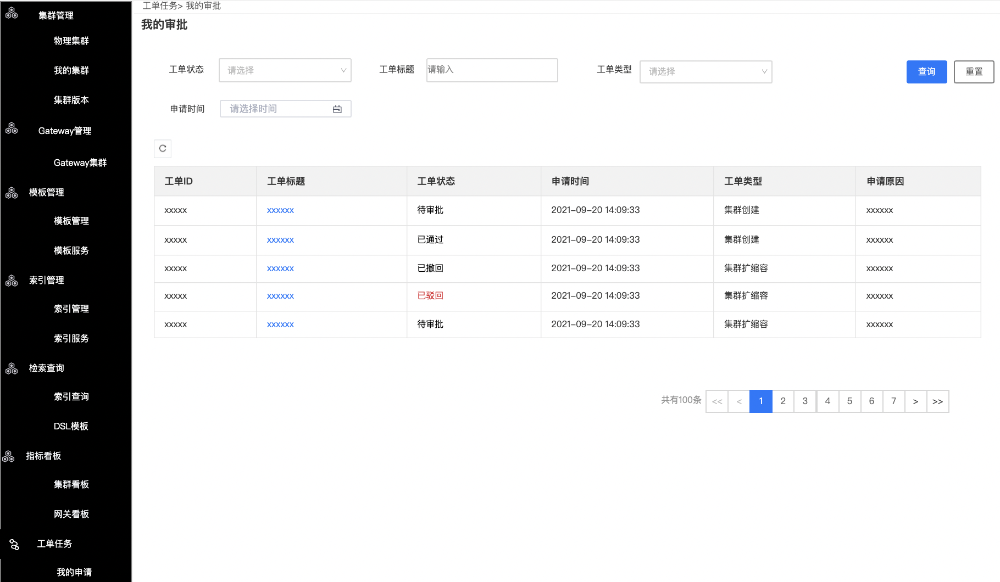 集群管理
物理集群
我的集群
集群版本
Gateway管理
Gateway集群
模板管理
模板管理
模板服务
索引管理
索引管理
索引服务
检索查询
索引查询
DSL模板
指标看板
集群看板
网关看板
工单任务
我的申请
工单任务> 我的审批
我的审批
工单状态 请选择 工单标题 请输入 工单类型 请选择 查询 重置
申请时间 请选择时间
工单ID 工单标题 工单状态 申请时间 工单类型 申请原因
xxxxx xxxxxx 待审批 2021-09-20 14:09:33 集群创建 xxxxxx
xxxxx xxxxxx 已通过 2021-09-20 14:09:33 集群创建 xxxxxx
xxxxx xxxxxx 已撤回 2021-09-20 14:09:33 集群扩缩容 xxxxxx
xxxxx xxxxxx 已驳回 2021-09-20 14:09:33 集群扩缩容 xxxxxx
xxxxx xxxxxx 待审批 2021-09-20 14:09:33 集群扩缩容 xxxxxx
共有100条 << < 1 2 3 4 5 6 7 > >>